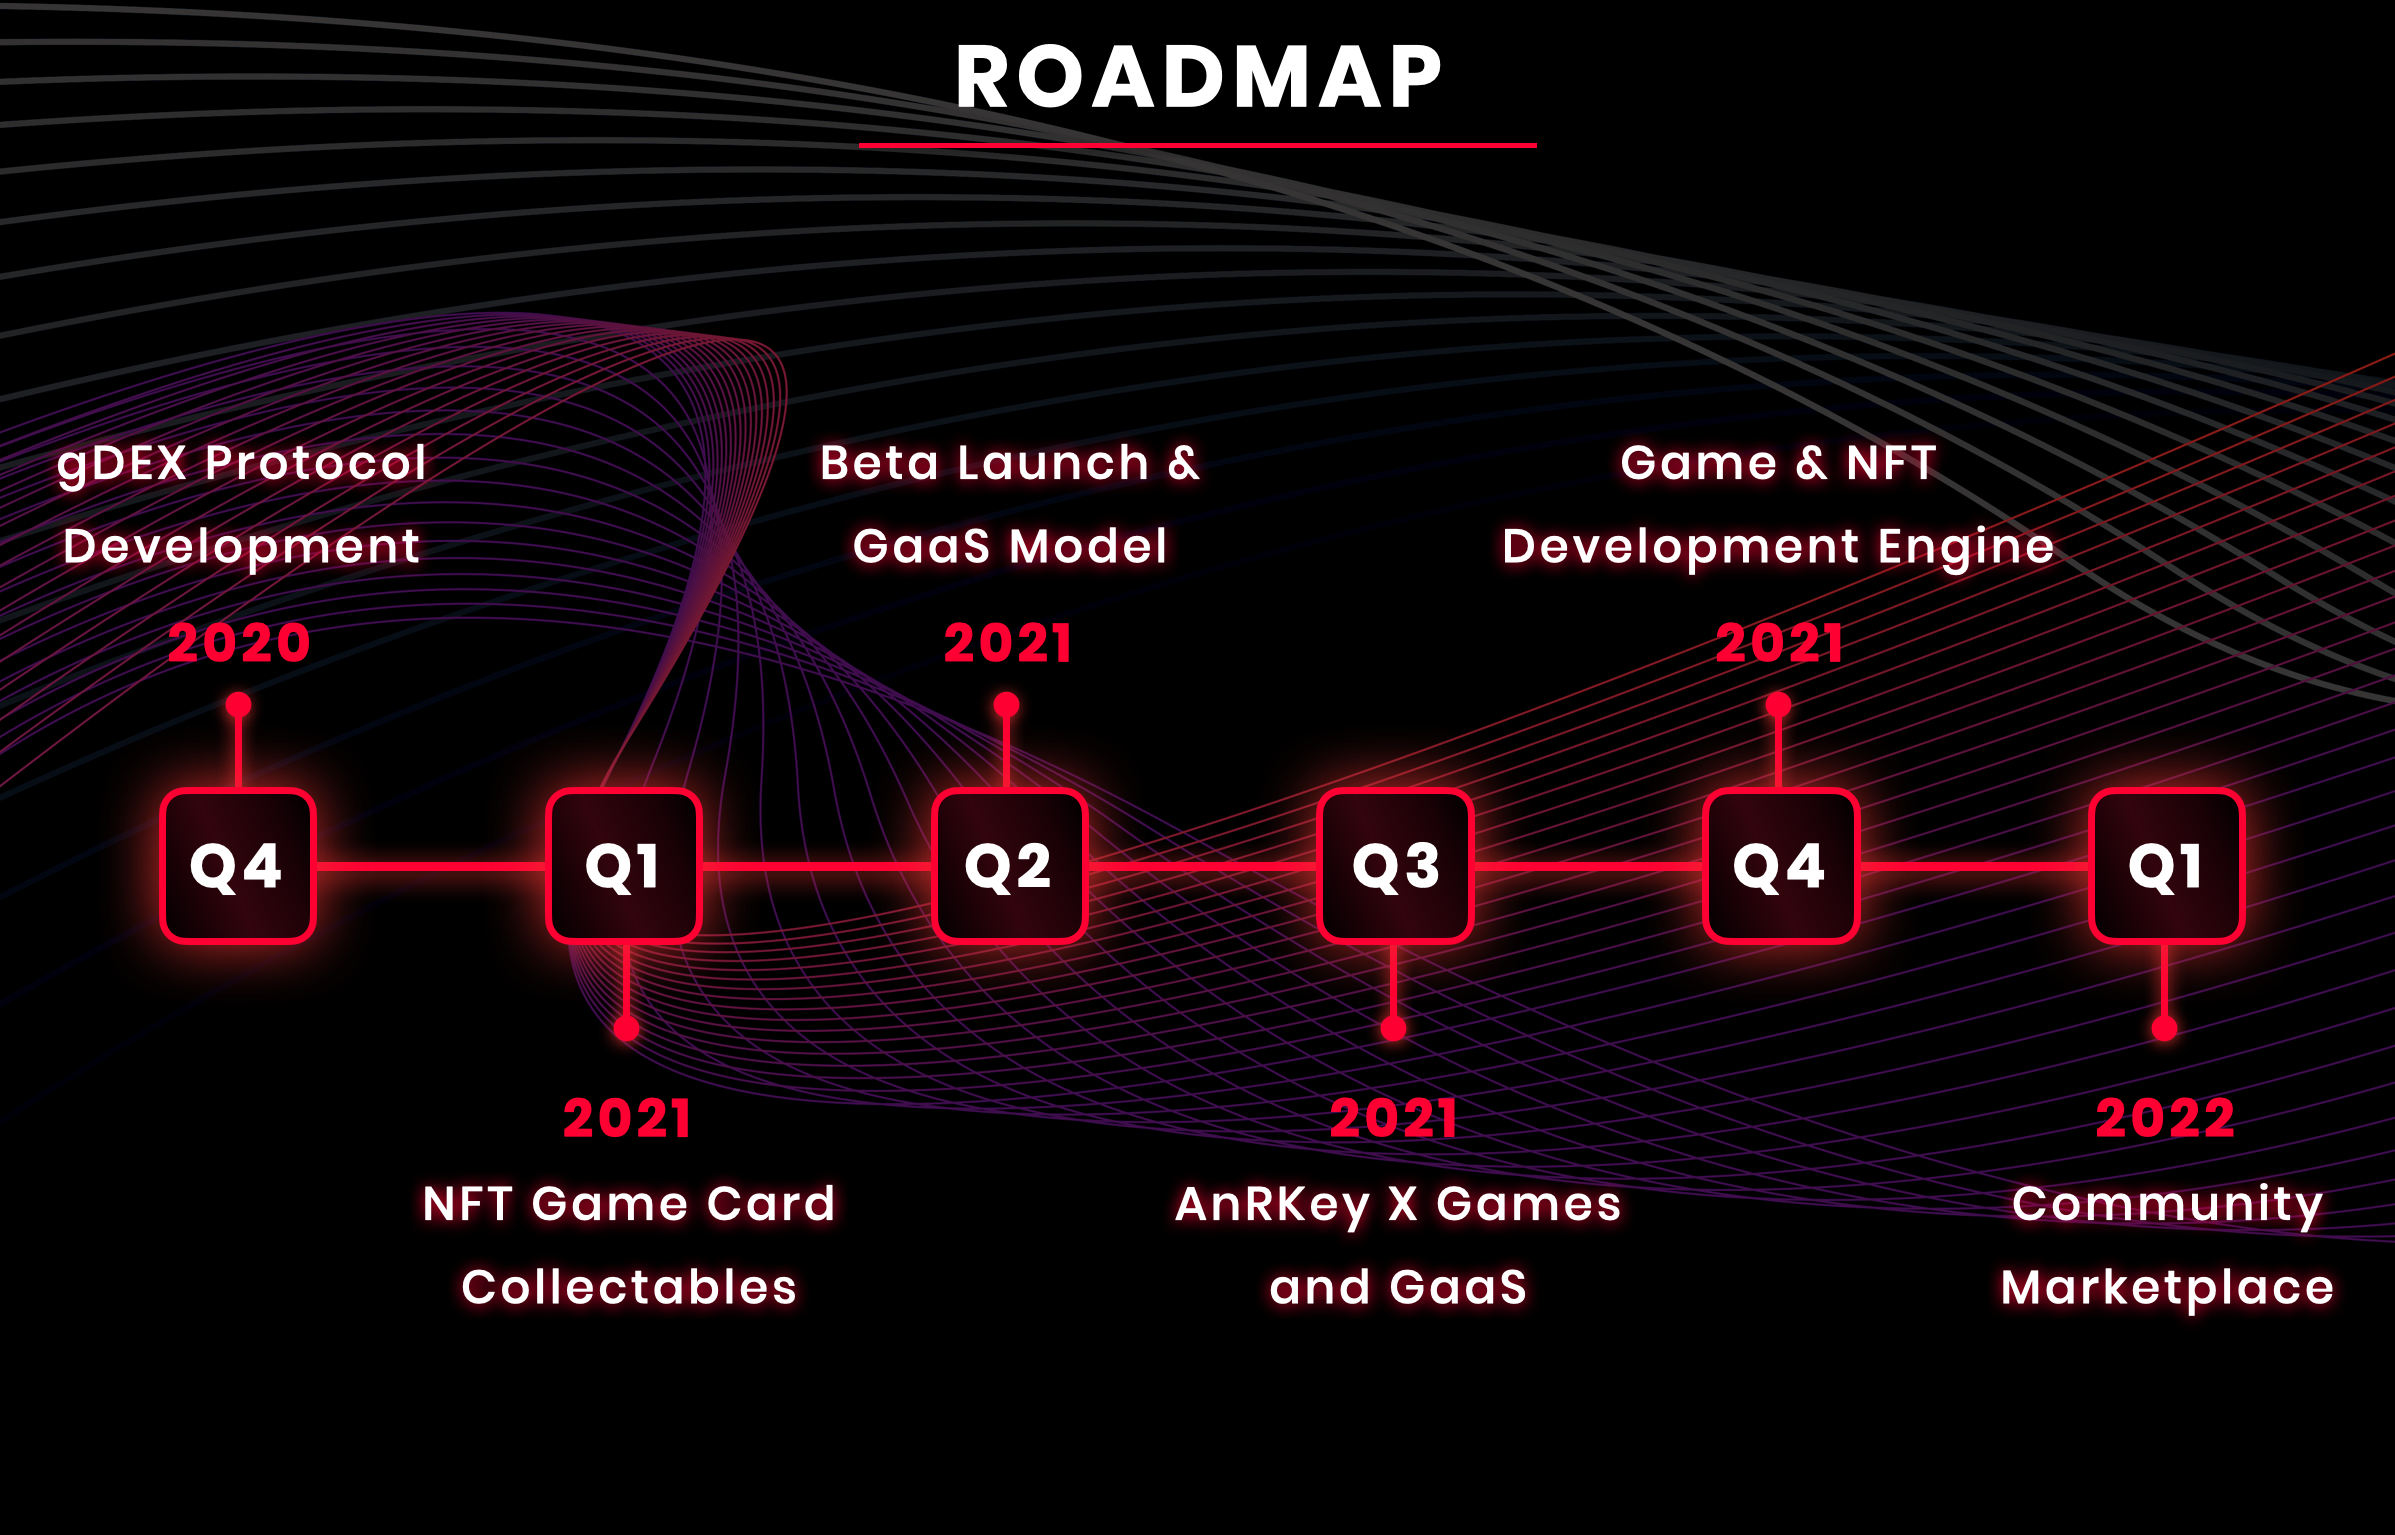 ROADMAP
gDEX Protocol
Development
2020
Q4
2021
NFT Game Card
Collectables
Q1
Beta Launch &
GaaS Model
2021
Q2
Q3
2021
AnRKey X Games
and GaaS
Game & NFT
Development Engine
2021
Q4
Q1
2022
Community
Marketplace